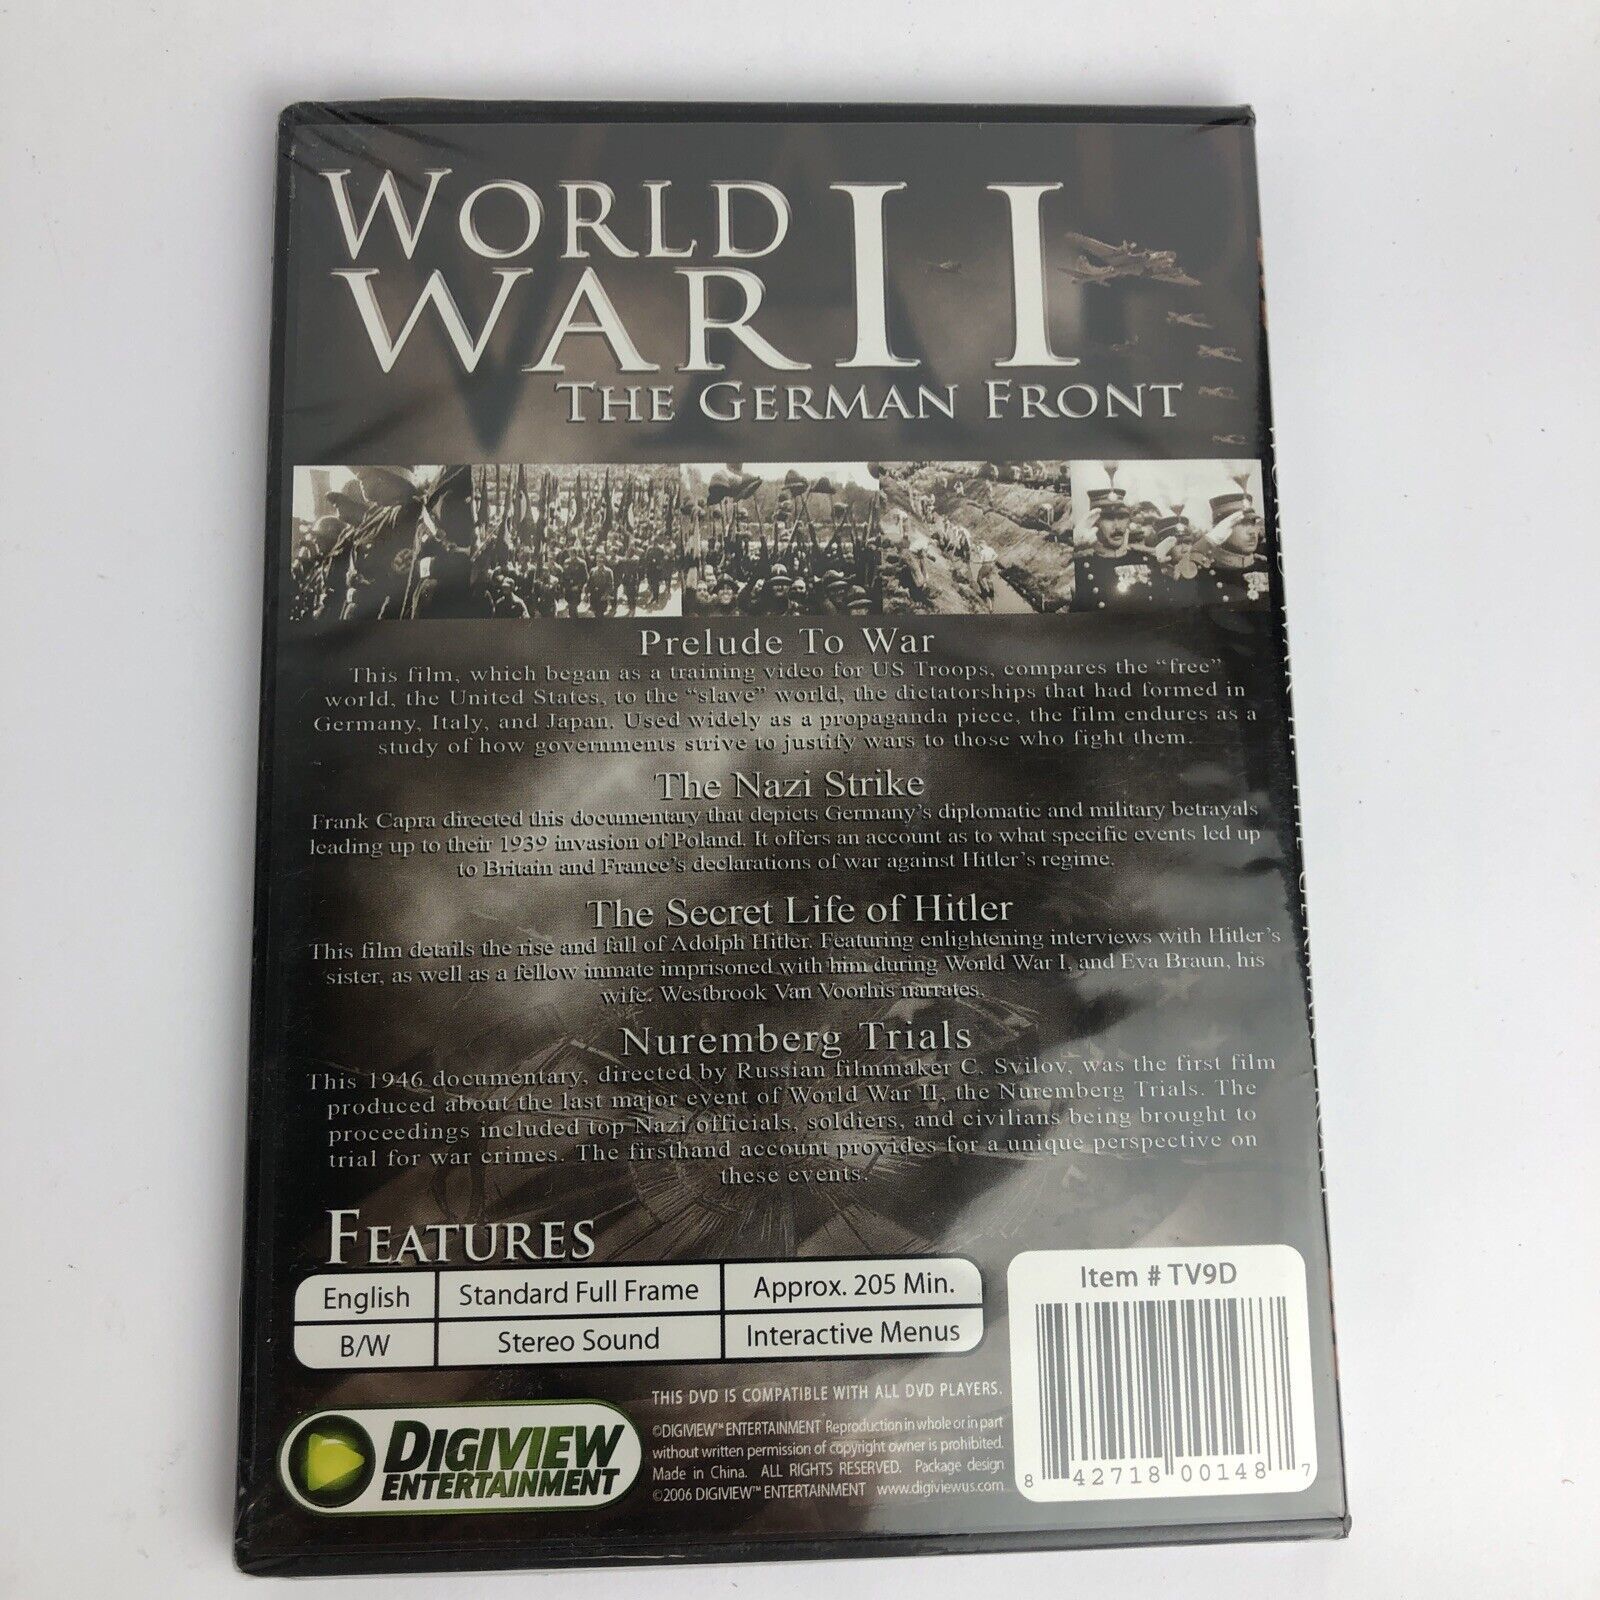 WORLD WAR II
THE GERMAN FRONT
Prelude To War
This film, which began as a training video for US Troops, compares the "free"
world, the United States, to the "slave" world, the dictatorships that had formed in
Germany, Italy, and Japan. Used widely as a propaganda piece, the film endures as a
study of how governments strive to justify wars to those who fight them.
The Nazi Strike
Frank Capra directed this documentary that depicts Germany's diplomatic and military betrayals
leading up to their 1939 invasion of Poland. It offers an account as to what specific events led up
to Britain and France's declarations of war against Hitler's regime.
The Secret Life of Hitler
This film details the rise and fall of Adolph Hitler. Featuring enlightening interviews with Hitler's
sister, as well as a fellow inmate imprisoned with him during World War I, and Eva Braun, his
wife. Westbrook Van Voorhis narrates.
Nuremberg Trials
This 1946 documentary, directed by Russian filmmaker C. Svilov, was the first film
produced about the last major event of World War II, the Nuremberg Trials. The
proceedings included top Nazi officials, soldiers, and civilians being brought to
trial for war crimes. The firsthand account provides for a unique perspective on
these events.
FEATURES
English Standard Full Frame Approx. 205 Min.
B/W Stereo Sound Interactive Menus
THIS DVD IS COMPATIBLE WITH ALL DVD PLAYERS.
©DIGIVIEW™ ENTERTAINMENT Reproduction in whole or in part
without written permission of copyright owner is prohibited.
Made in China. ALL RIGHTS RESERVED. Package design
©2006 DIGIVIEW™ ENTERTAINMENT www.digiviewus.com
DIGIVIEW
ENTERTAINMENT
Item # TV9D
8 42718 00148 7